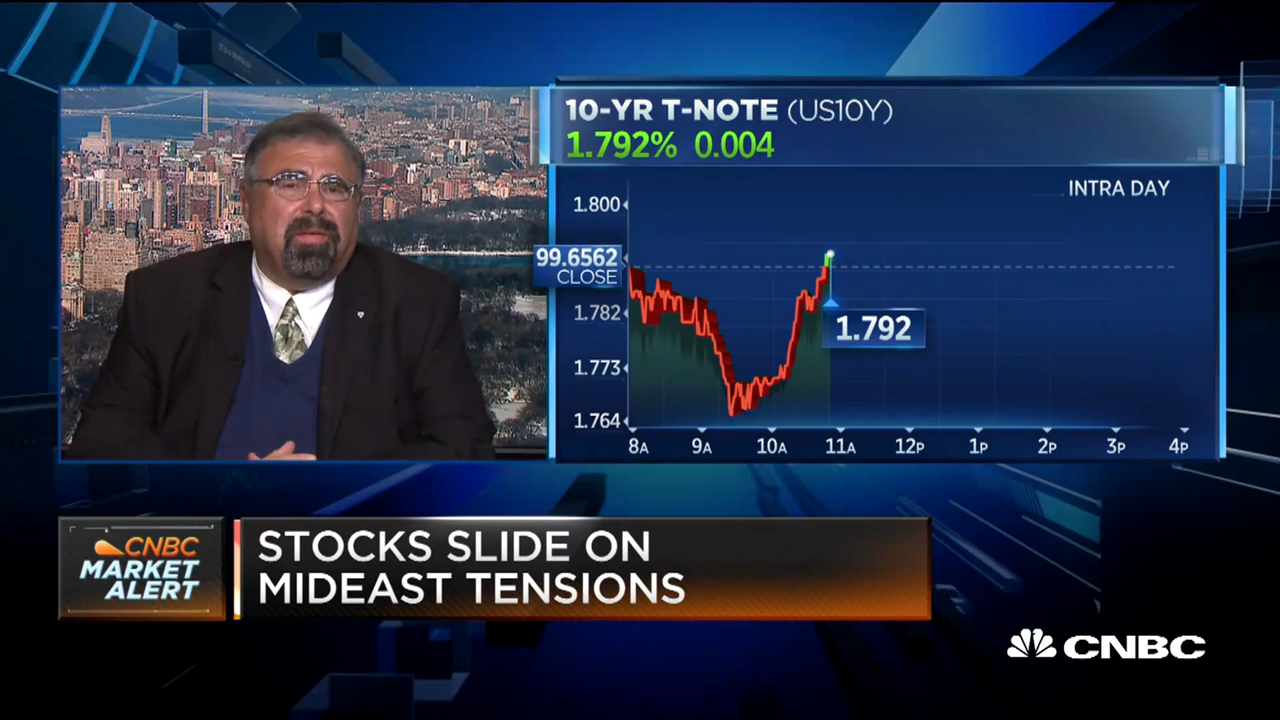 10-YR T-NOTE (US10Y)
1.792% 0.004
INTRA DAY
1.800
99.6562
CLOSE
1.782
1.773
1.764
1.792
8A 9A 10A 11A 12P 1P 2P 3P 4P
CNBC
MARKET
ALERT
STOCKS SLIDE ON
MIDEAST TENSIONS
CNBC